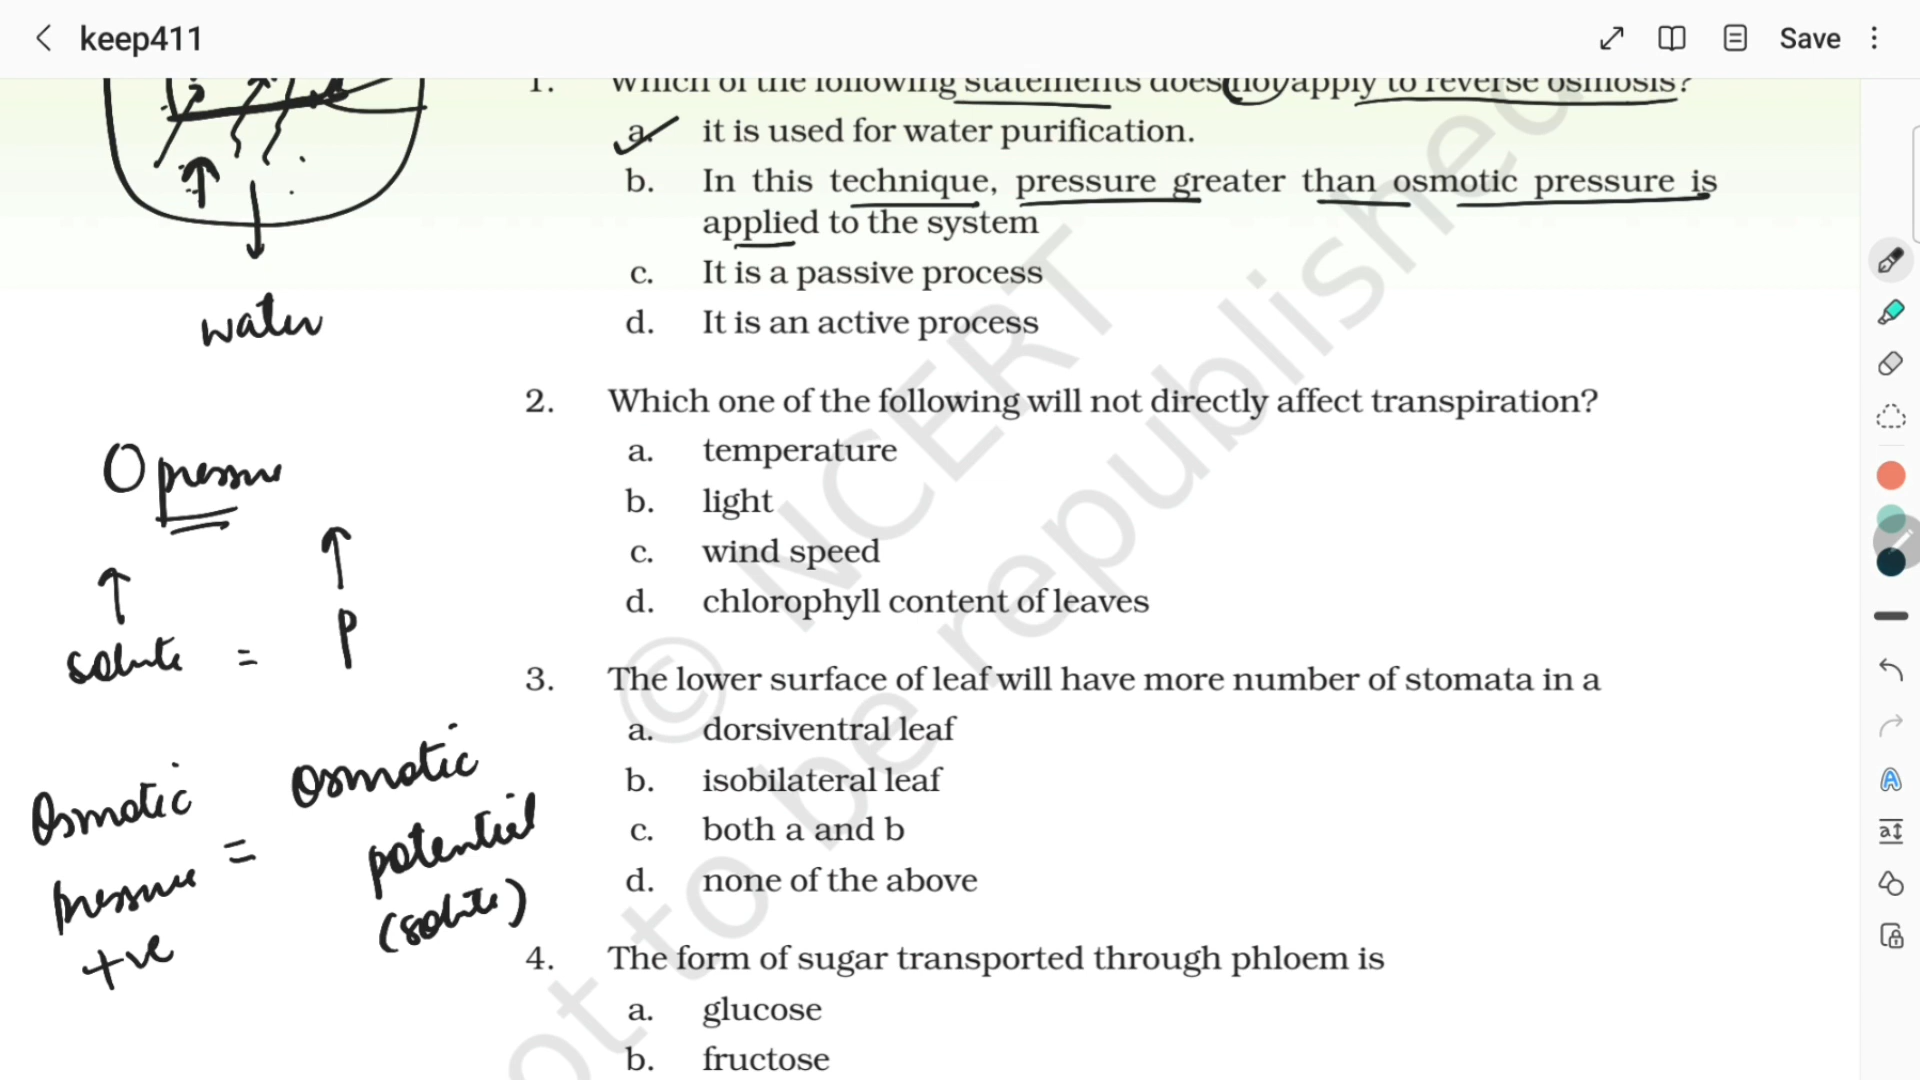 keep411
Save
1. Which of the following statements does not apply to reverse osmosis?
a. it is used for water purification.
b. In this technique, pressure greater than osmotic pressure is
applied to the system
c. It is a passive process
d. It is an active process
2. Which one of the following will not directly affect transpiration?
a. temperature
b. light
c. wind speed
d. chlorophyll content of leaves
3. The lower surface of leaf will have more number of stomata in a
a. dorsiventral leaf
b. isobilateral leaf
c. both a and b
d. none of the above
4. The form of sugar transported through phloem is
a. glucose
b. fructose
water
O pressure
solute = P
Osmotic
pressure
+ve
=
osmotic
potential
(solute)
© NCERT
not to be republished